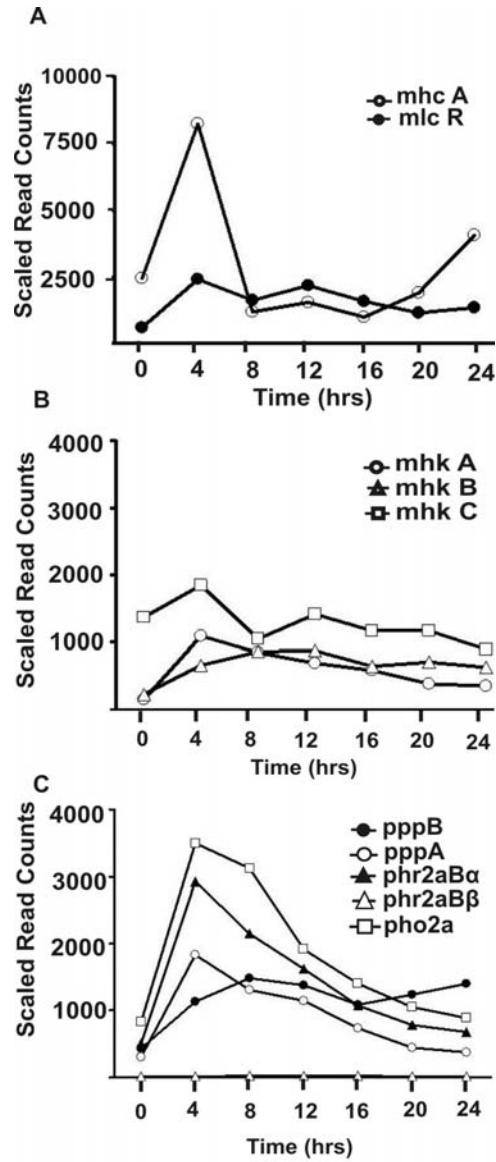 A
10000
7500
5000
2500
Scaled Read Counts
mhc A
mlc R
0 4 8 12 16 20 24
Time (hrs)
B
4000
3000
2000
1000
Scaled Read Counts
mhk A
mhk B
mhk C
0 4 8 12 16 20 24
Time (hrs)
C
4000
3000
2000
1000
Scaled Read Counts
pppB
pppA
phr2aBα
phr2aBβ
pho2a
0 4 8 12 16 20 24
Time (hrs)